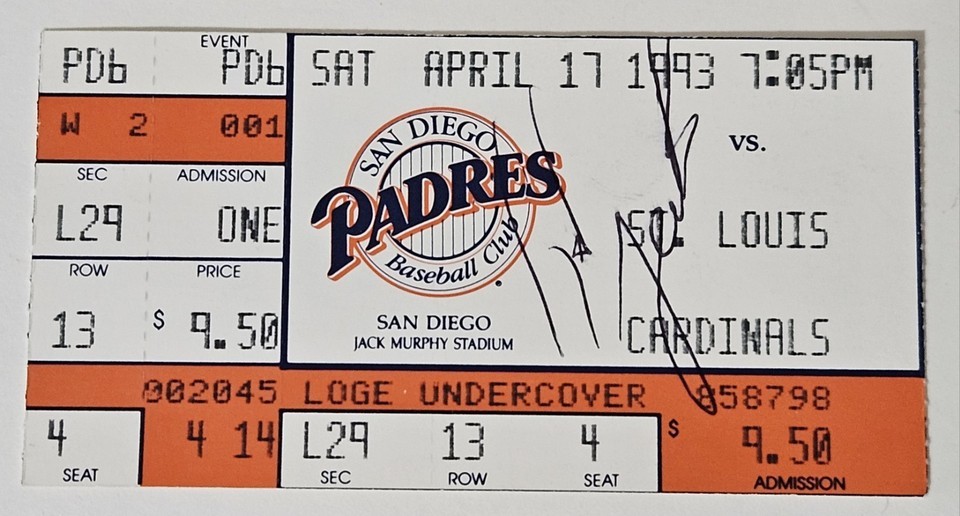 EVENT
PDb PDb
W 2 001
SEC ADMISSION
L29 ONE
ROW PRICE
13 $ 9.50
SAT APRIL 17 1993 7:05PM
SAN DIEGO
PADRES
Baseball Club
SAN DIEGO
JACK MURPHY STADIUM
vs.
ST. LOUIS
CARDINALS
002045 LOGE UNDERCOVER 858798
4 4 14
SEAT
L29 13 4 $ 9.50
SEC ROW SEAT ADMISSION